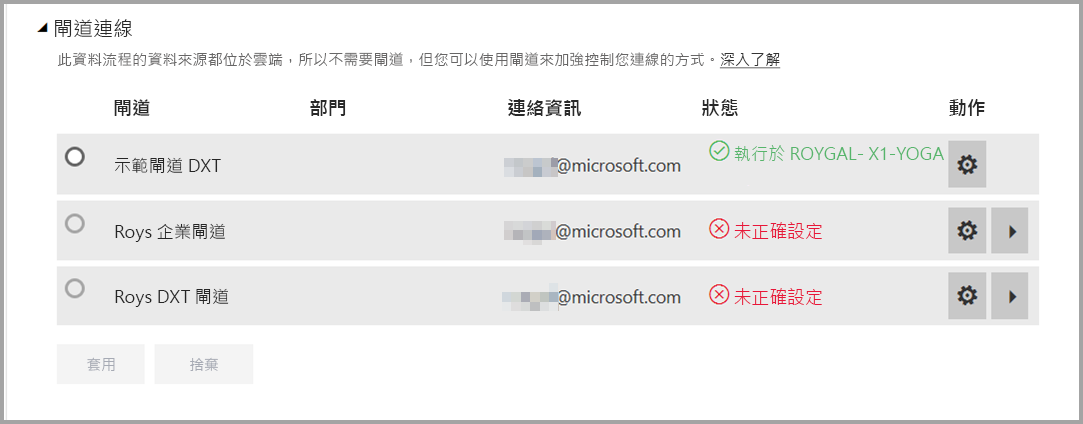 閘道連線
此資料流程的資料來源都位於雲端，所以不需要閘道，但您可以使用閘道來加強控制您連線的方式。深入了解
閘道 部門 連絡資訊 狀態 動作
示範閘道 DXT @microsoft.com 執行於 ROYGAL- X1-YOGA
Roys 企業閘道 @microsoft.com 未正確設定
Roys DXT 閘道 @microsoft.com 未正確設定
套用 捨棄